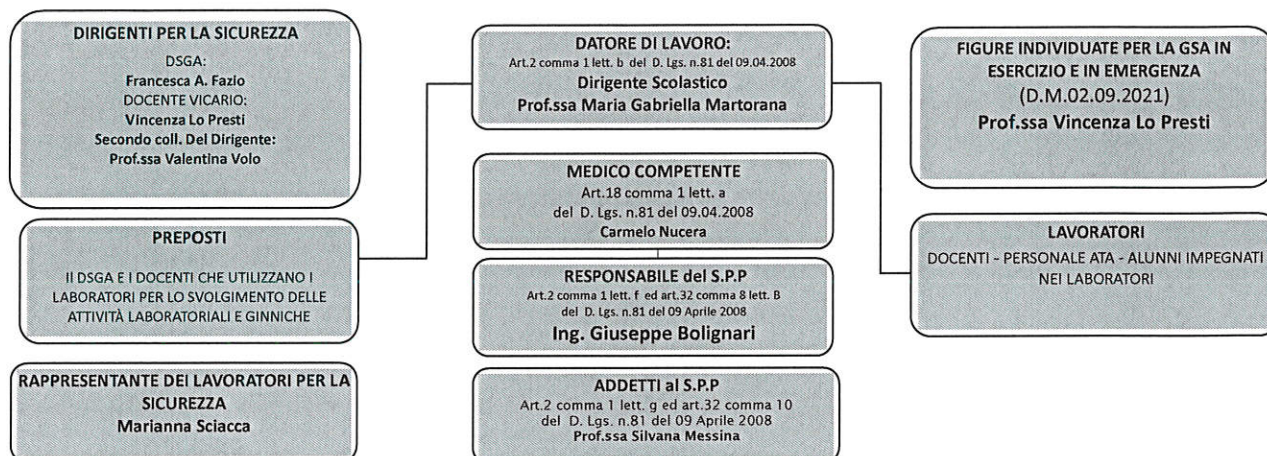 DIRIGENTI PER LA SICUREZZA
DSGA:
Francesca A. Fazio
DOCENTE VICARIO:
Vincenza Lo Presti
Secondo coll. Del Dirigente:
Prof.ssa Valentina Volo
PREPOSTI
Il DSGA E I DOCENTI CHE UTILIZZANO I
LABORATORI PER LO SVOLGIMENTO DELLE
ATTIVITÀ LABORATORIALI E GINNICHE
RAPPRESENTANTE DEI LAVORATORI PER LA
SICUREZZA
Marianna Sciacca
DATORE DI LAVORO:
Art.2 comma 1 lett. b del D. Lgs. n.81 del 09.04.2008
Dirigente Scolastico
Prof.ssa Maria Gabriella Martorana
MEDICO COMPETENTE
Art.18 comma 1 lett. a
del D. Lgs. n.81 del 09.04.2008
Carmelo Nucera
RESPONSABILE del S.P.P
Art.2 comma 1 lett. f ed art.32 comma 8 lett. B
del D. Lgs. n.81 del 09 Aprile 2008
Ing. Giuseppe Bolignari
ADDETTI al S.P.P
Art.2 comma 1 lett. g ed art.32 comma 10
del D. Lgs. n.81 del 09 Aprile 2008
Prof.ssa Silvana Messina
FIGURE INDIVIDUATE PER LA GSA IN
ESERCIZIO E IN EMERGENZA
(D.M.02.09.2021)
Prof.ssa Vincenza Lo Presti
LAVORATORI
DOCENTI - PERSONALE ATA - ALUNNI IMPEGNATI
NEI LABORATORI